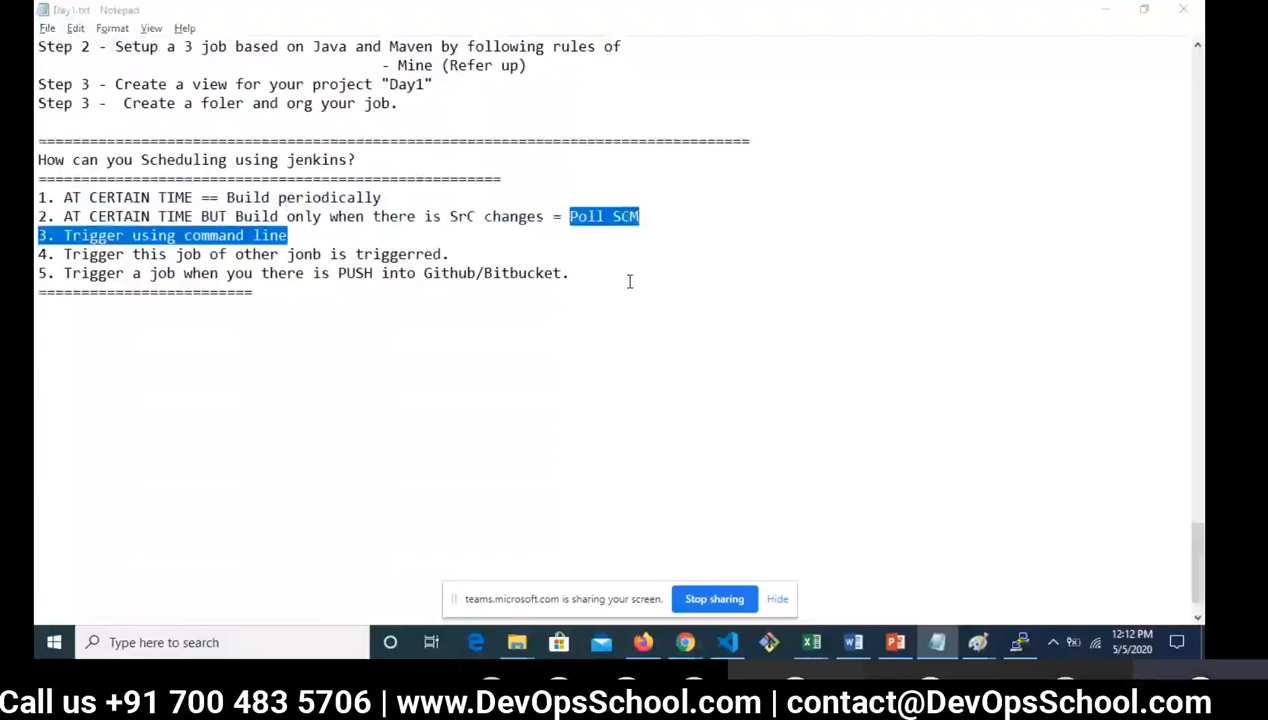 Day1.txt - Notepad
File Edit Format View Help
Step 2 - Setup a 3 job based on Java and Maven by following rules of
- Mine (Refer up)
Step 3 - Create a view for your project "Day1"
Step 3 -  Create a foler and org your job.
===================================================================================
How can you Scheduling using jenkins?
======================================================
1. AT CERTAIN TIME == Build periodically
2. AT CERTAIN TIME BUT Build only when there is SrC changes = Poll SCM
3. Trigger using command line
4. Trigger this job of other jonb is triggerred.
5. Trigger a job when you there is PUSH into Github/Bitbucket.
=========================
teams.microsoft.com is sharing your screen. Stop sharing Hide
Type here to search
12:12 PM
5/5/2020
Call us +91 700 483 5706 | www.DevOpsSchool.com | contact@DevOpsSchool.com